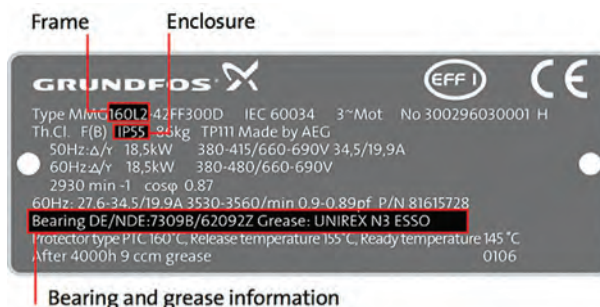 Frame Enclosure
GRUNDFOS
EFF I
CE
Type MMG160L2-42FF300D IEC 60034 3~Mot No 300296030001 H
Th.Cl. F(B) IP55 86kg TP111 Made by AEG
50Hz:Δ/Y 18,5kW 380-415/660-690V 34,5/19,9A
60Hz:Δ/Y 18,5kW 380-480/660-690V
2930 min -1 cosφ 0.87
60Hz: 27.6-34.5/19.9A 3530-3560/min 0.9-0.89pf P/N 81615728
Bearing DE/NDE:7309B/62092Z Grease: UNIREX N3 ESSO
Protector type PTC 160°C, Release temperature 155°C, Ready temperature 145 °C
After 4000h 9 ccm grease 0106
Bearing and grease information